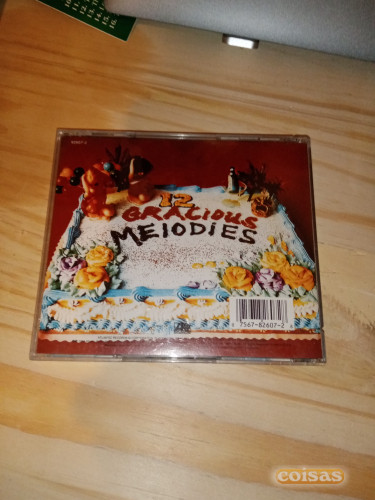 12
GRACIOUS
MElODIES
7567-82607-2
coisas